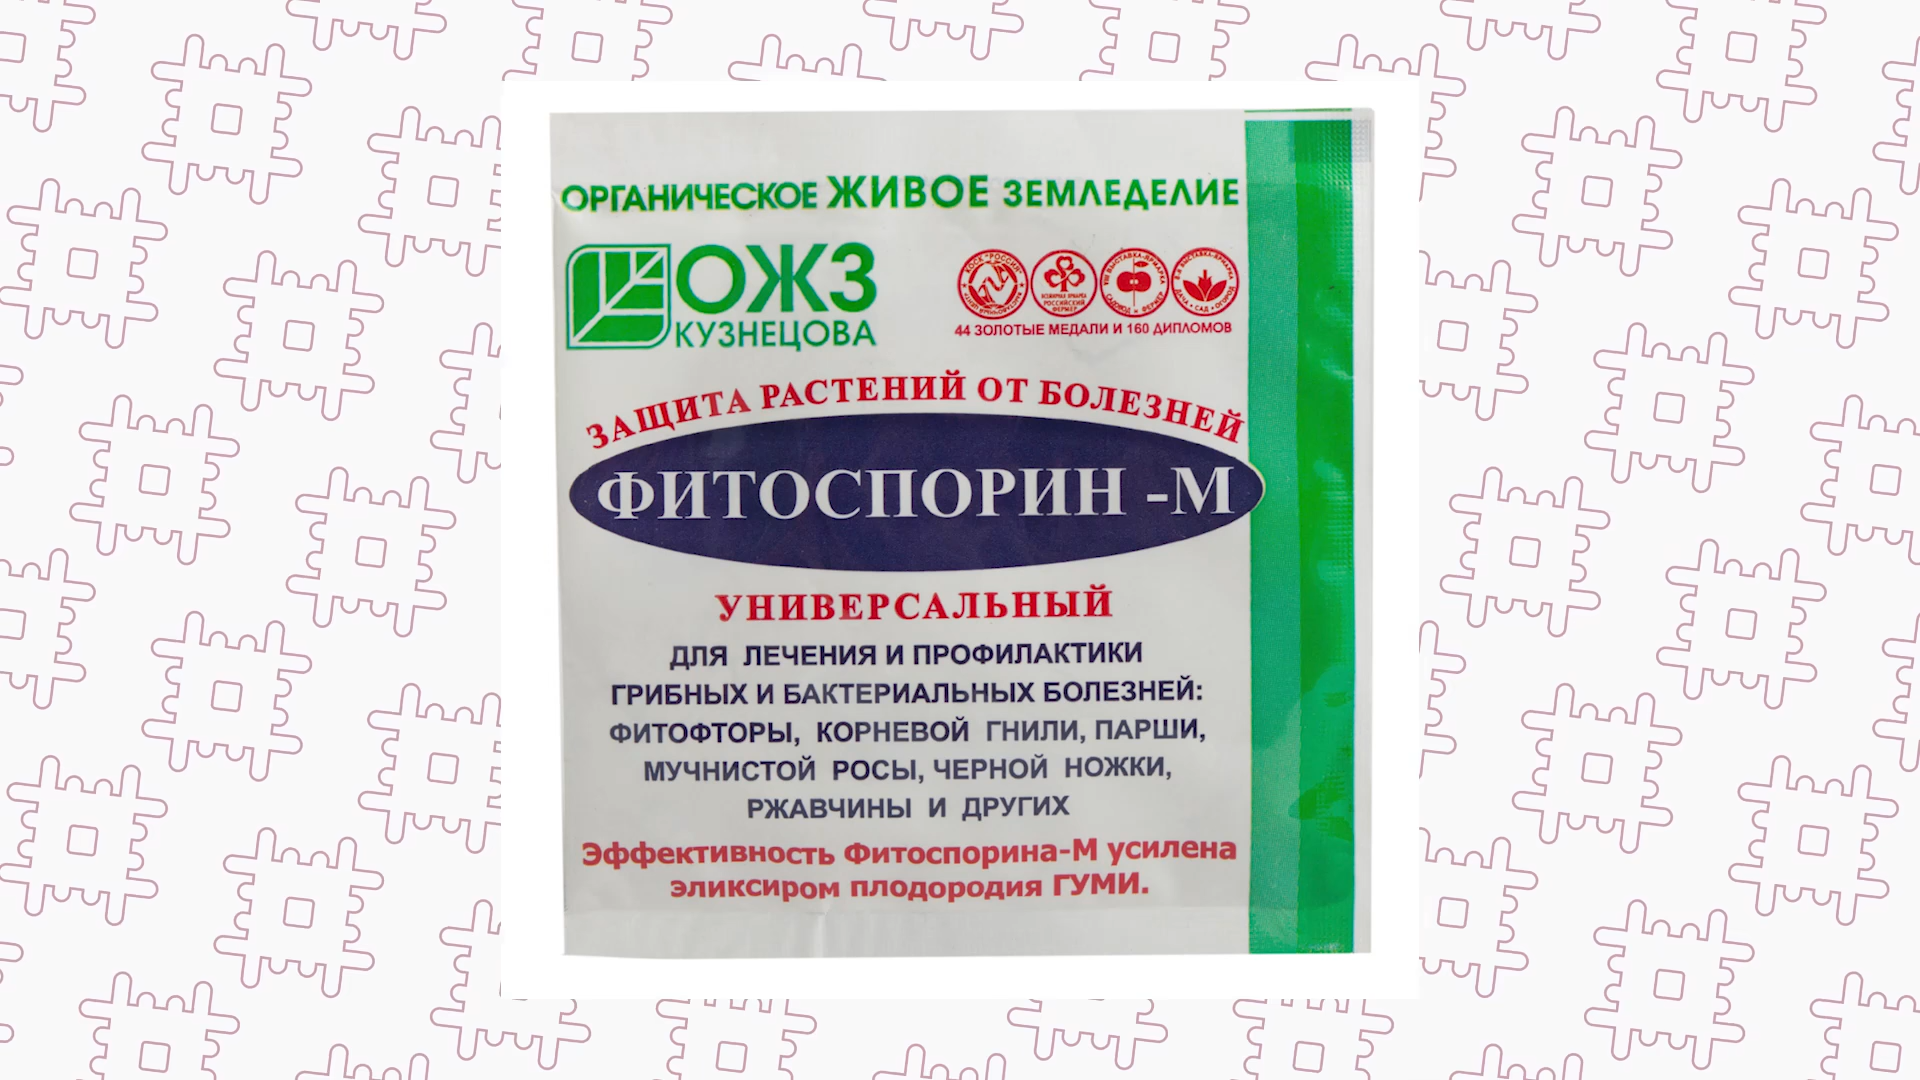 ОРГАНИЧЕСКОЕ ЖИВОЕ ЗЕМЛЕДЕЛИЕ
ОЖЗ
КУЗНЕЦОВА
44 ЗОЛОТЫЕ МЕДАЛИ И 160 ДИПЛОМОВ
ЗАЩИТА РАСТЕНИЙ ОТ БОЛЕЗНЕЙ
ФИТОСПОРИН -М
УНИВЕРСАЛЬНЫЙ
ДЛЯ ЛЕЧЕНИЯ И ПРОФИЛАКТИКИ
ГРИБНЫХ И БАКТЕРИАЛЬНЫХ БОЛЕЗНЕЙ:
ФИТОФТОРЫ, КОРНЕВОЙ ГНИЛИ, ПАРШИ,
МУЧНИСТОЙ РОСЫ, ЧЕРНОЙ НОЖКИ,
РЖАВЧИНЫ И ДРУГИХ
Эффективность Фитоспорина-М усилена
эликсиром плодородия ГУМИ.